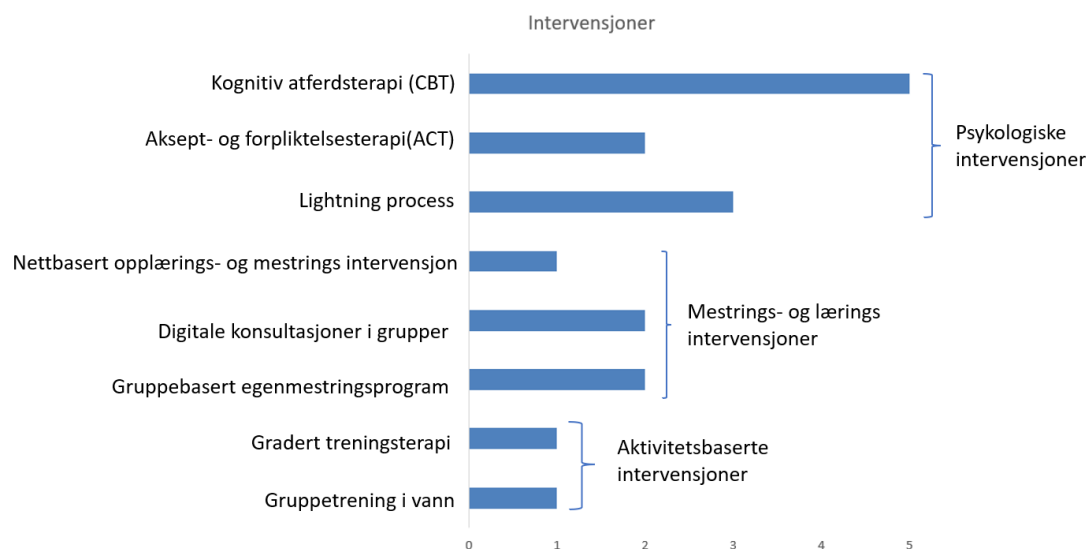 Intervensjoner
Kognitiv atferdsterapi (CBT)
Aksept- og forpliktelsesterapi(ACT)
Lightning process
Psykologiske
intervensjoner
Nettbasert opplærings- og mestrings intervensjon
Digitale konsultasjoner i grupper
Gruppebasert egenmestringsprogram
Mestrings- og lærings
intervensjoner
Gradert treningsterapi
Gruppetrening i vann
Aktivitetsbaserte
intervensjoner
0 1 2 3 4 5